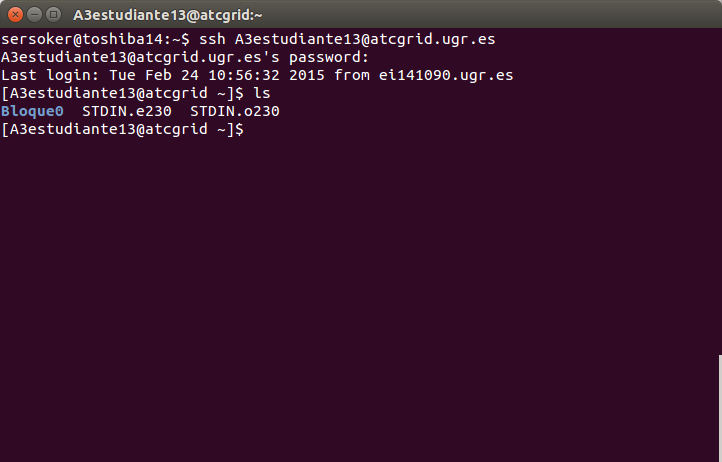 A3estudiante13@atcgrid:~
sersoker@toshiba14:~$ ssh A3estudiante13@atcgrid.ugr.es
A3estudiante13@atcgrid.ugr.es's password:
Last login: Tue Feb 24 10:56:32 2015 from ei141090.ugr.es
[A3estudiante13@atcgrid ~]$ ls
Bloque0  STDIN.e230  STDIN.o230
[A3estudiante13@atcgrid ~]$